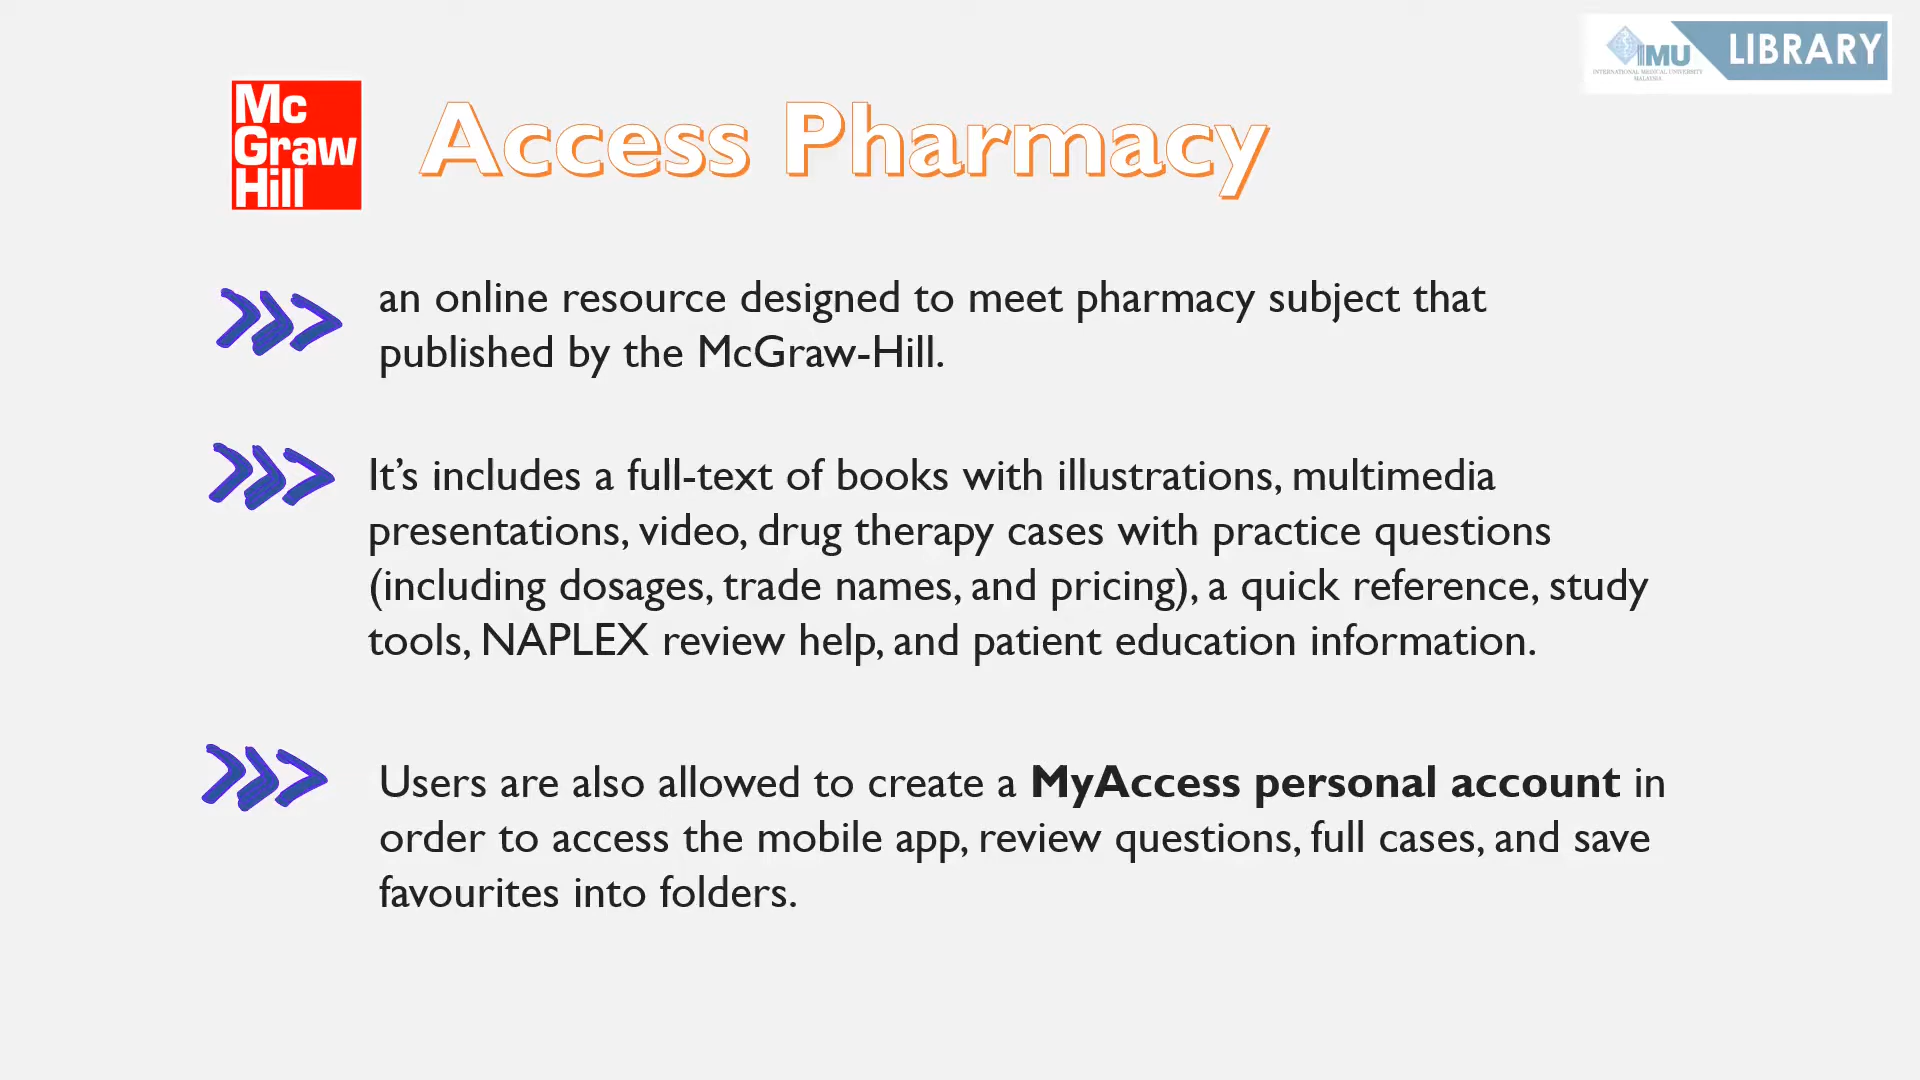 IMU LIBRARY
INTERNATIONAL MEDICAL UNIVERSITY
MALAYSIA
Mc
Graw
Hill
Access Pharmacy
an online resource designed to meet pharmacy subject that
published by the McGraw-Hill.
It’s includes a full-text of books with illustrations, multimedia
presentations, video, drug therapy cases with practice questions
(including dosages, trade names, and pricing), a quick reference, study
tools, NAPLEX review help, and patient education information.
Users are also allowed to create a MyAccess personal account in
order to access the mobile app, review questions, full cases, and save
favourites into folders.